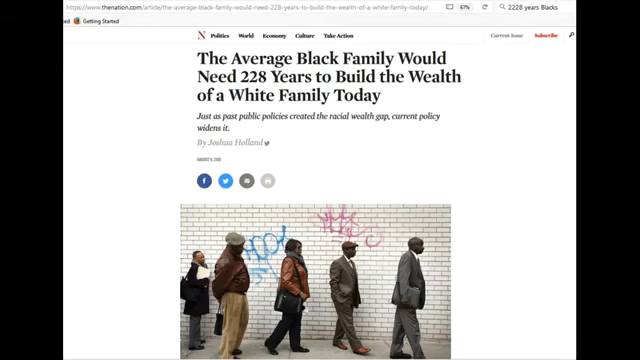 https://www.thenation.com/article/the-average-black-family-would-need-228-years-to-build-the-wealth-of-a-white-family-today/
67%
2228 years Blacks
ed
Getting Started
N
Politics
World
Economy
Culture
Take Action
Current Issue
Subscribe
The Average Black Family Would
Need 228 Years to Build the Wealth
of a White Family Today
Just as past public policies created the racial wealth gap, current policy
widens it.
By Joshua Holland